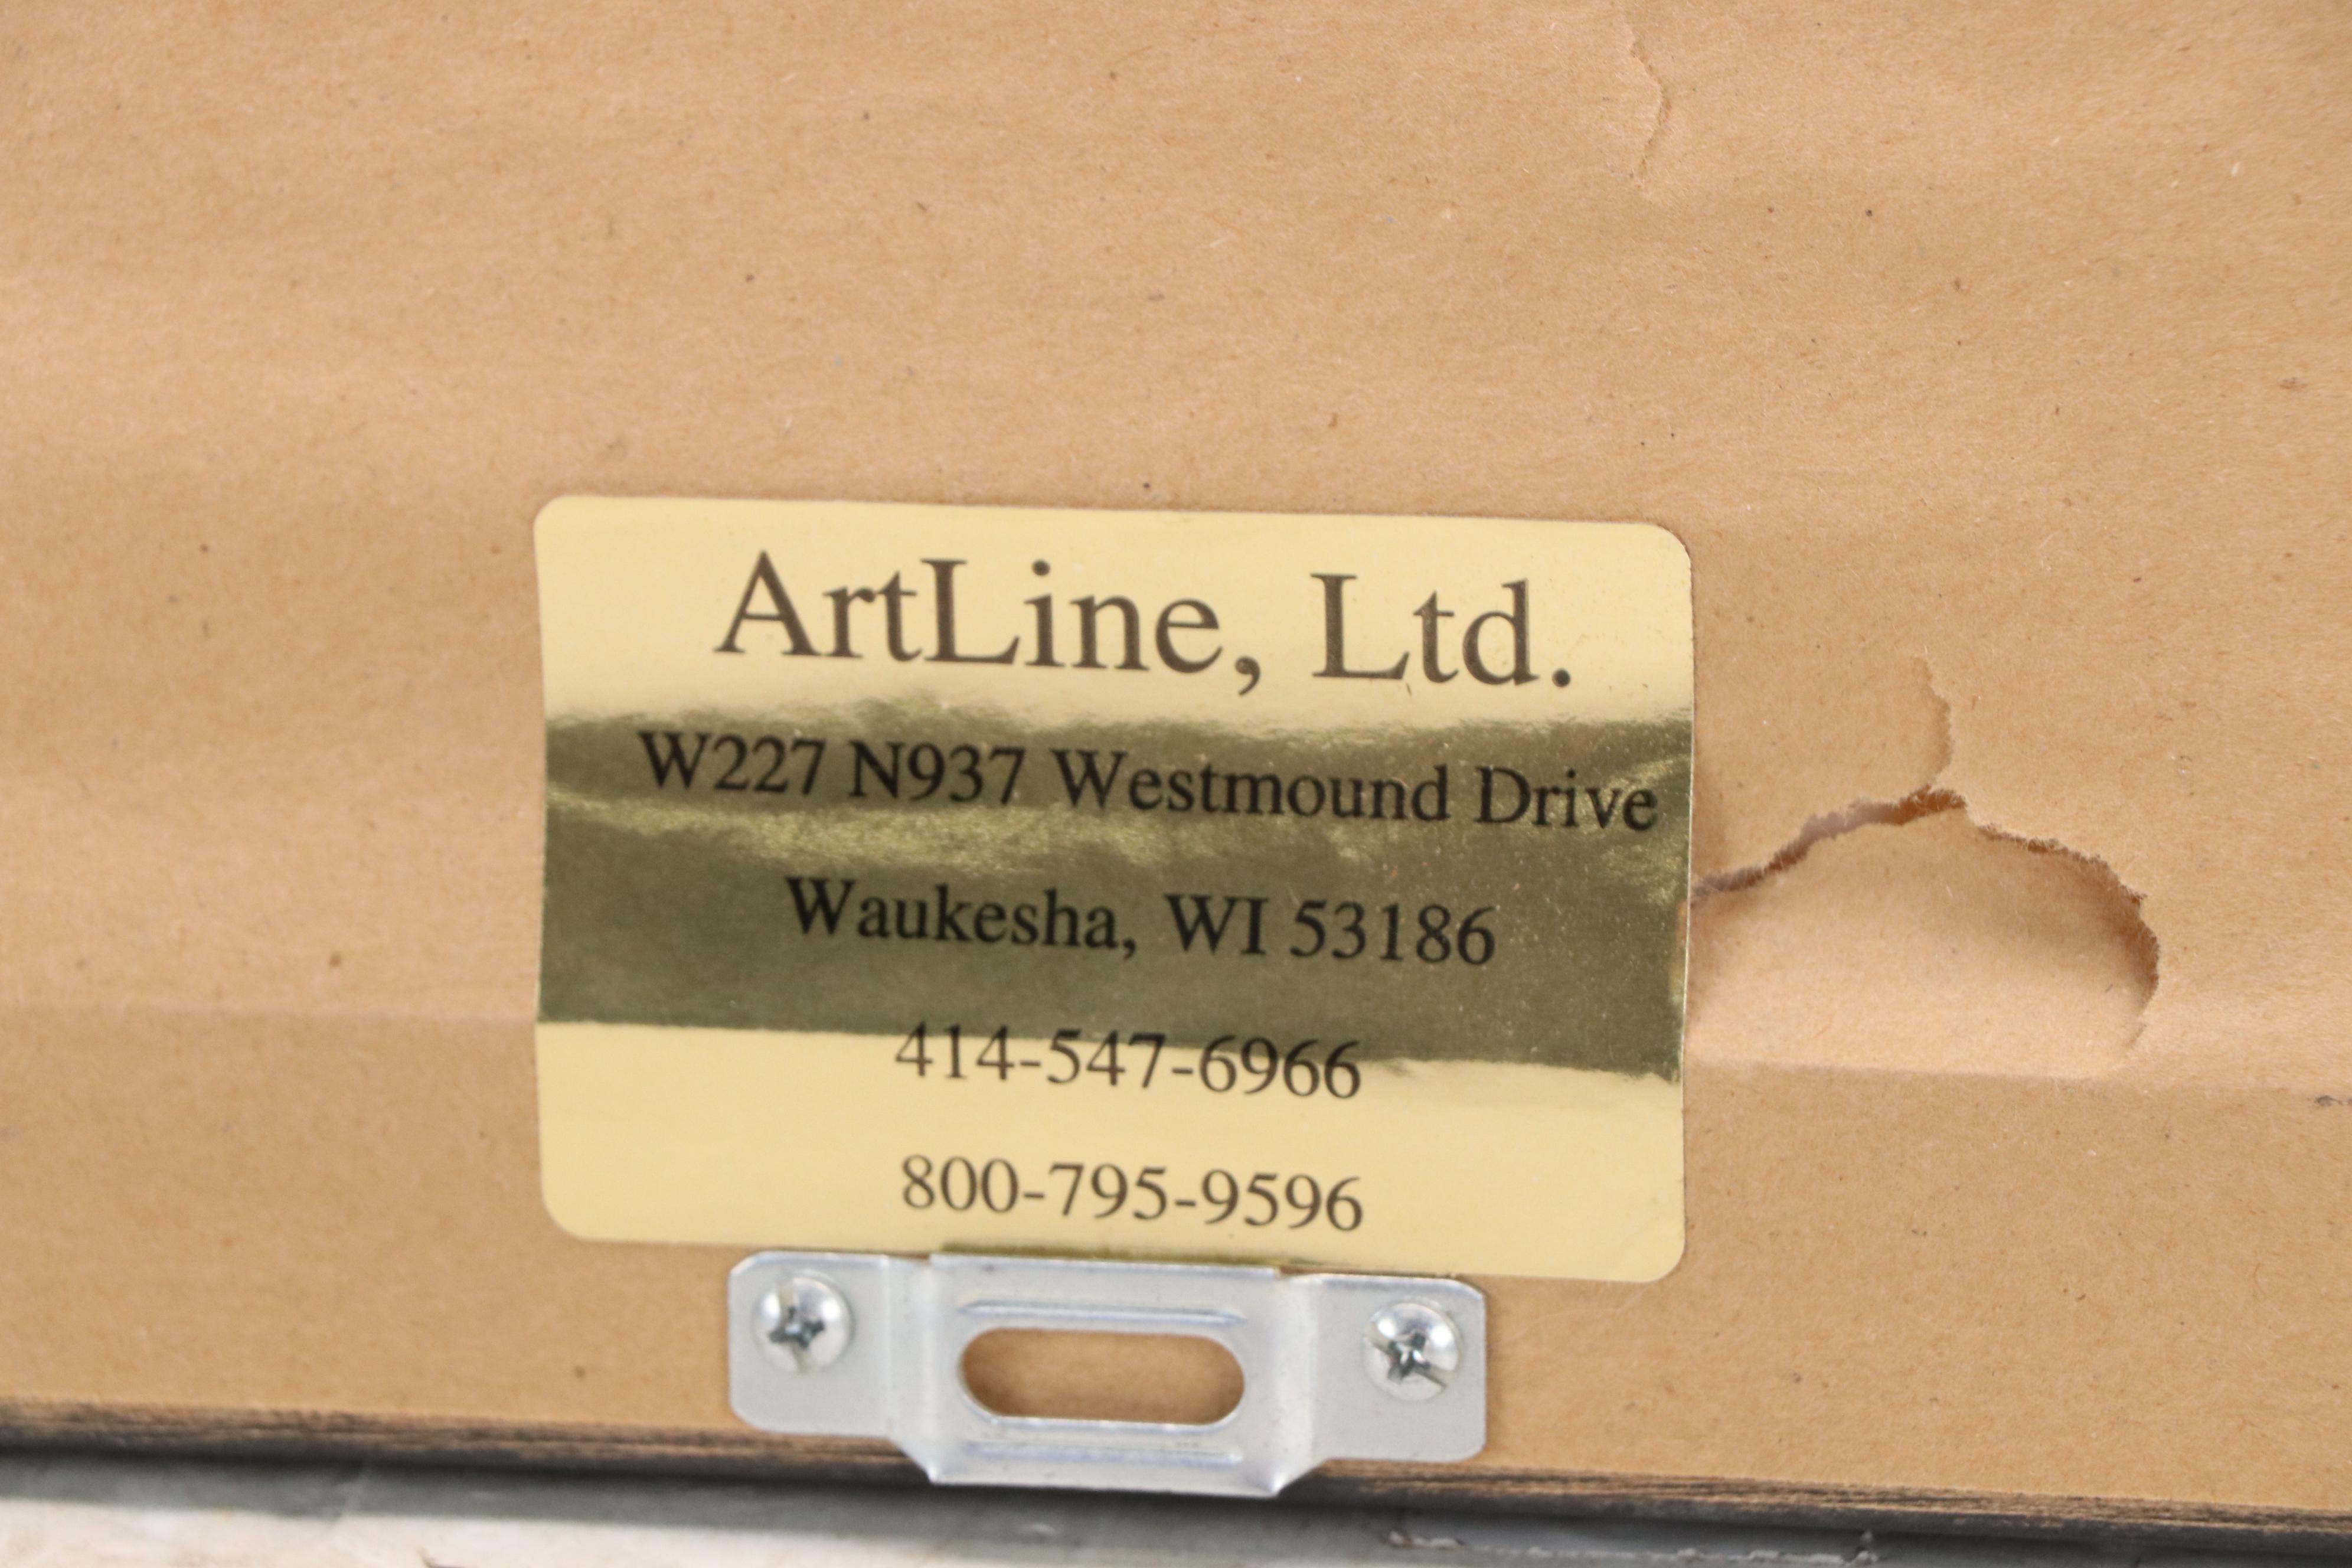 ArtLine, Ltd.
W227 N937 Westmound Drive
Waukesha, WI 53186
414-547-6966
800-795-9596